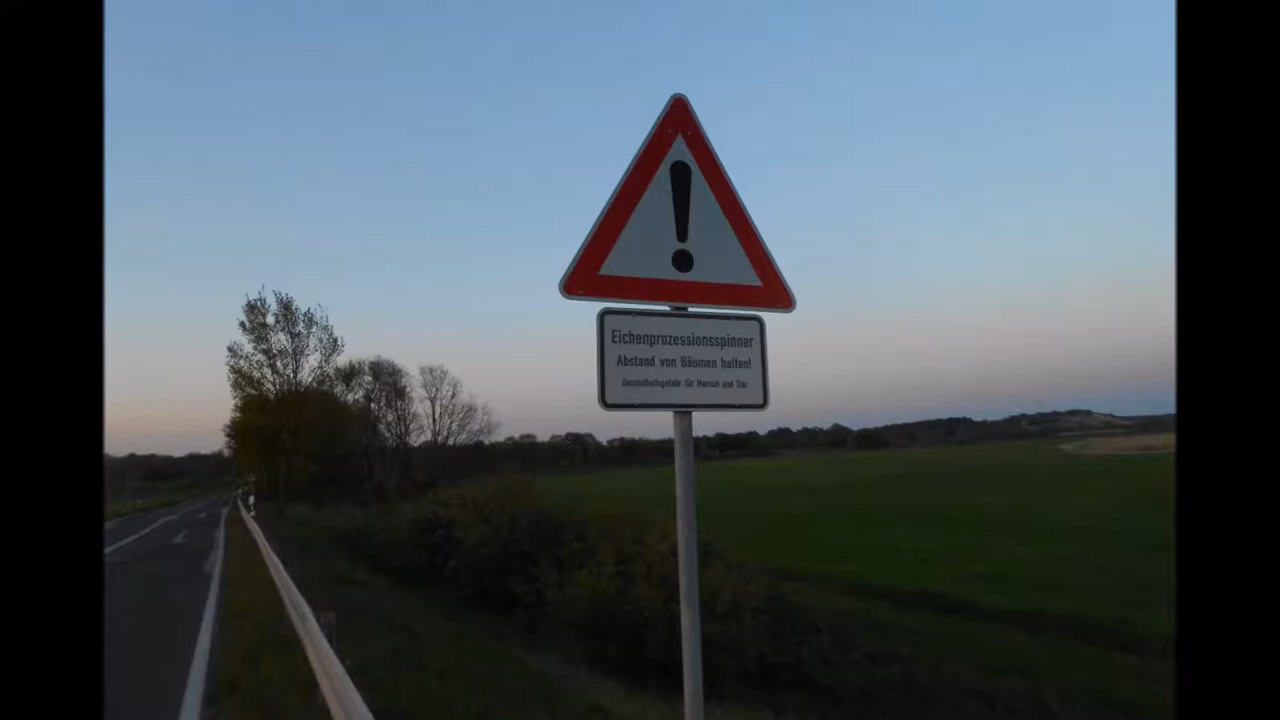 Eichenprozessionsspinner
Abstand von Bäumen halten!
Gesundheitsgefahr für Mensch und Tier